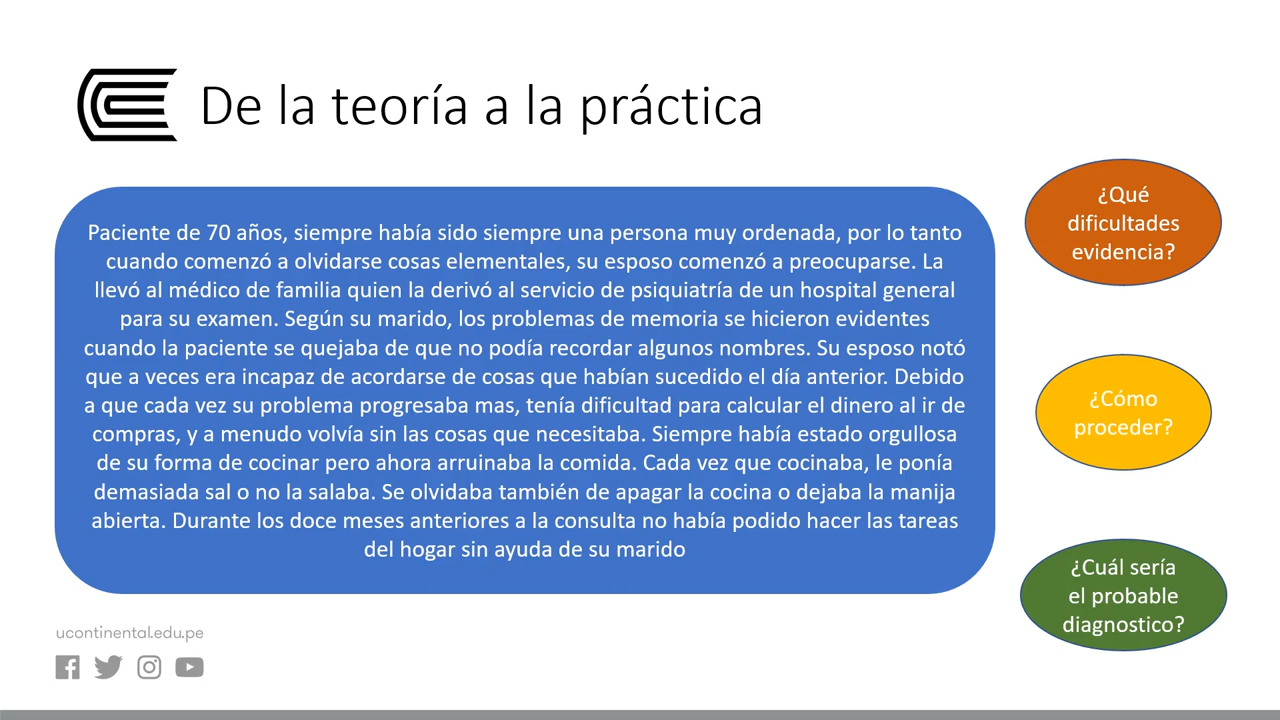 De la teoría a la práctica
Paciente de 70 años, siempre había sido siempre una persona muy ordenada, por lo tanto
cuando comenzó a olvidarse cosas elementales, su esposo comenzó a preocuparse. La
llevó al médico de familia quien la derivó al servicio de psiquiatría de un hospital general
para su examen. Según su marido, los problemas de memoria se hicieron evidentes
cuando la paciente se quejaba de que no podía recordar algunos nombres. Su esposo notó
que a veces era incapaz de acordarse de cosas que habían sucedido el día anterior. Debido
a que cada vez su problema progresaba mas, tenía dificultad para calcular el dinero al ir de
compras, y a menudo volvía sin las cosas que necesitaba. Siempre había estado orgullosa
de su forma de cocinar pero ahora arruinaba la comida. Cada vez que cocinaba, le ponía
demasiada sal o no la salaba. Se olvidaba también de apagar la cocina o dejaba la manija
abierta. Durante los doce meses anteriores a la consulta no había podido hacer las tareas
del hogar sin ayuda de su marido
¿Qué
dificultades
evidencia?
¿Cómo
proceder?
¿Cuál sería
el probable
diagnostico?
ucontinental.edu.pe